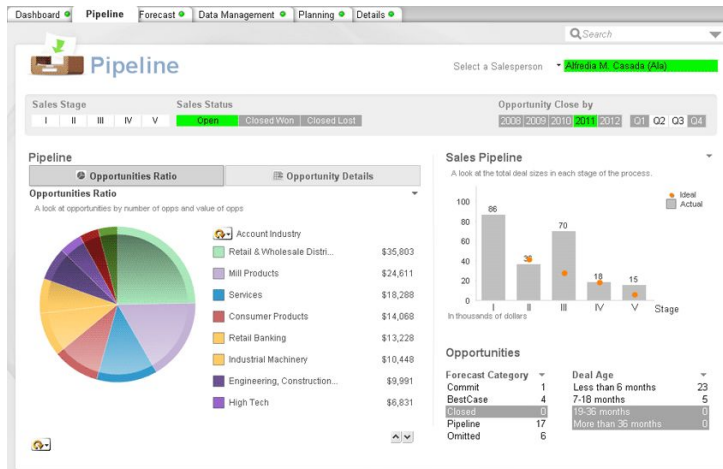 Dashboard Pipeline Forecast Data Management Planning Details
Search
Pipeline
Select a Salesperson Alfredia M. Casada (Ala)
Sales Stage Sales Status Opportunity Close by
I II III IV V Open Closed Won Closed Lost 2008 2009 2010 2011 2012 Q1 Q2 Q3 Q4
Pipeline
Opportunities Ratio Opportunity Details
Opportunities Ratio
A look at opportunities by number of opps and value of opps
Account Industry
Retail & Wholesale Distri... $35,803
Mill Products $24,611
Services $18,288
Consumer Products $14,068
Retail Banking $13,228
Industrial Machinery $10,448
Engineering, Construction... $9,991
High Tech $6,831
Sales Pipeline
A look at the total deal sizes in each stage of the process.
Ideal
Actual
100
80
60
40
20
0
86
70
18
15
I II III IV V Stage
In thousands of dollars
Opportunities
Forecast Category Deal Age
Commit 1 Less than 6 months 23
BestCase 4 7-18 months 5
Closed 0 19-36 months 0
Pipeline 17 More than 36 months 0
Omitted 6